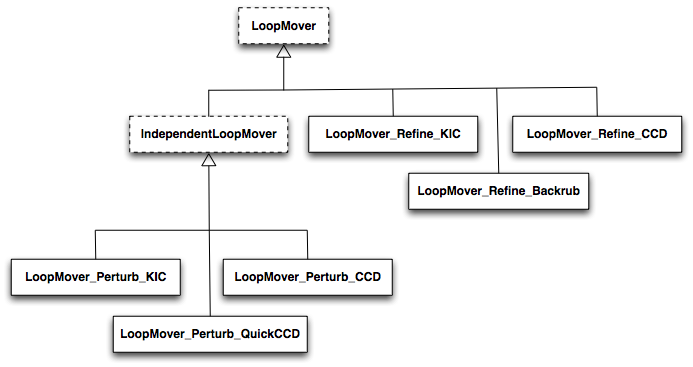 LoopMover
IndependentLoopMover
LoopMover_Refine_KIC
LoopMover_Refine_CCD
LoopMover_Refine_Backrub
LoopMover_Perturb_KIC
LoopMover_Perturb_CCD
LoopMover_Perturb_QuickCCD